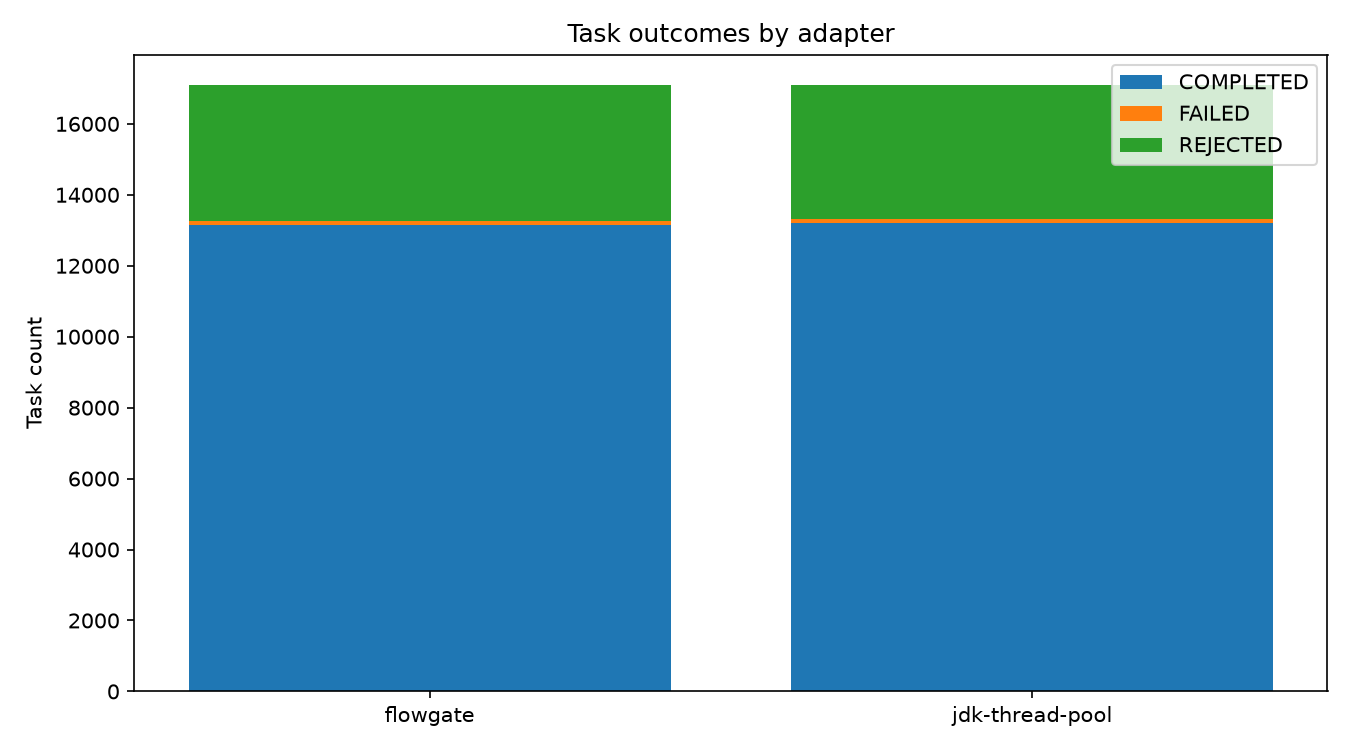 Task outcomes by adapter
COMPLETED
FAILED
REJECTED
16000
14000
12000
10000
8000
6000
4000
2000
0
Task count
flowgate
jdk-thread-pool